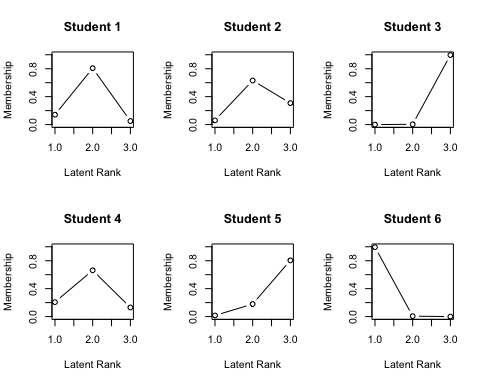 Student 1
Membership
0.0 0.4 0.8
1.0 2.0 3.0
Latent Rank
Student 2
Membership
0.0 0.4 0.8
1.0 2.0 3.0
Latent Rank
Student 3
Membership
0.0 0.4 0.8
1.0 2.0 3.0
Latent Rank
Student 4
Membership
0.0 0.4 0.8
1.0 2.0 3.0
Latent Rank
Student 5
Membership
0.0 0.4 0.8
1.0 2.0 3.0
Latent Rank
Student 6
Membership
0.0 0.4 0.8
1.0 2.0 3.0
Latent Rank